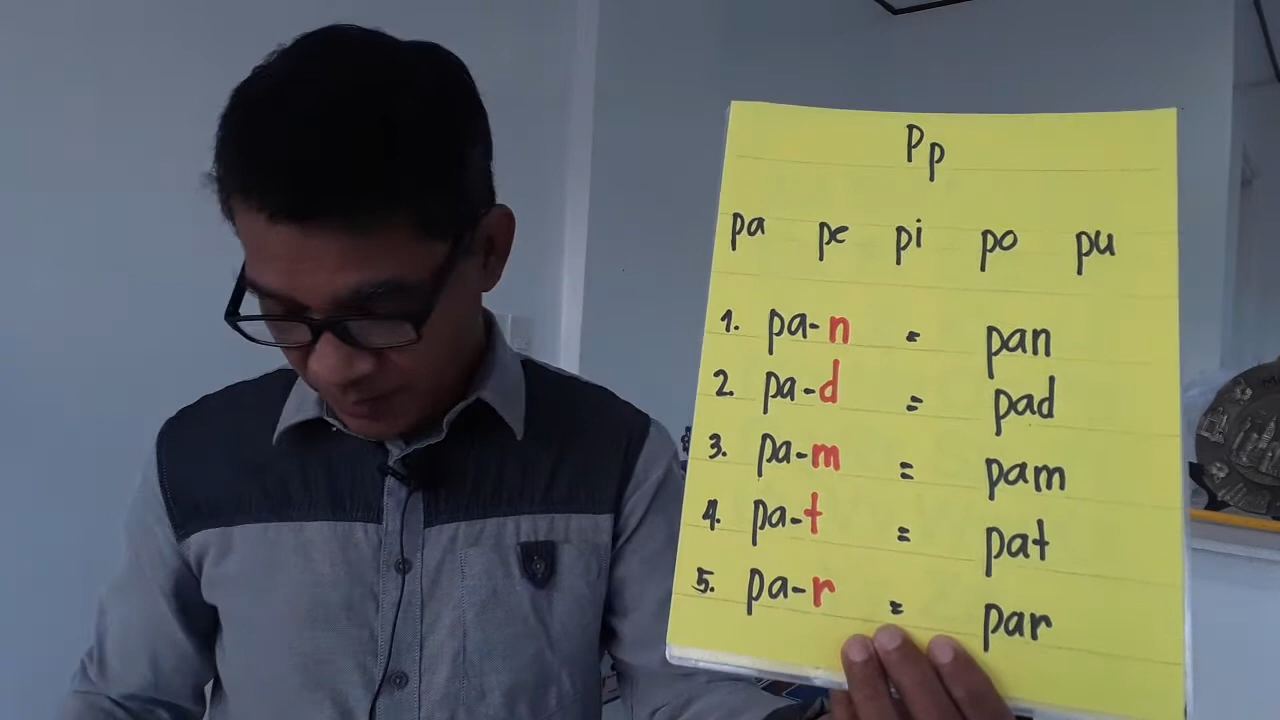 Pp
pa pe pi po pu
1. pa-n = pan
2. pa-d = pad
3. pa-m = pam
4. pa-t = pat
5. pa-r = par